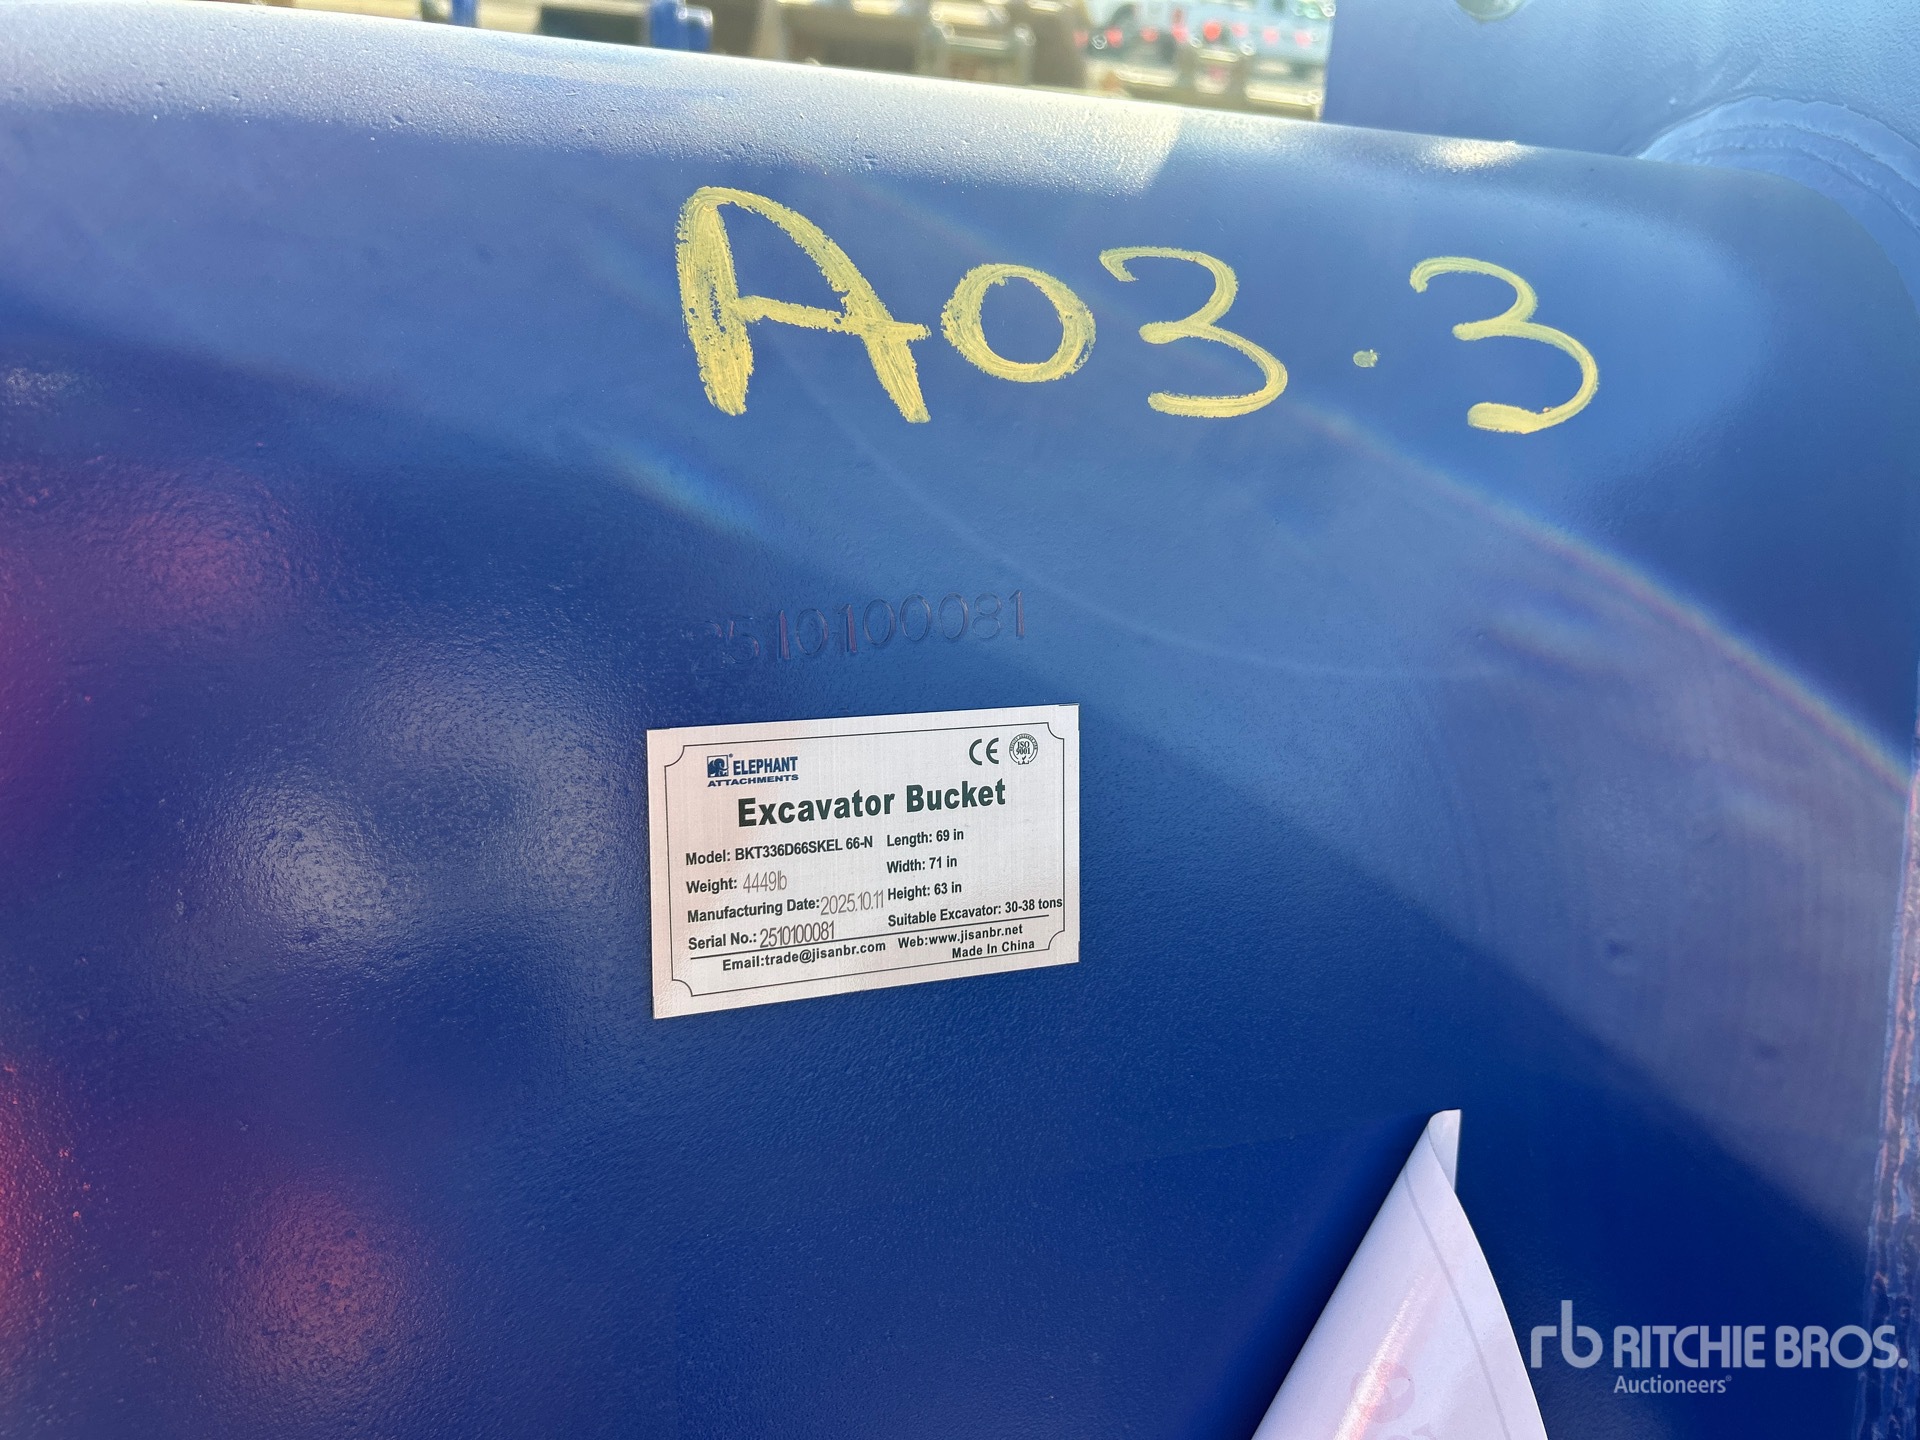 A03.3
2510100081
ELEPHANT
ATTACHMENTS
CE
ISO
9001
Excavator Bucket
Model: BKT336D66SKEL 66-N
Length: 69 in
Weight: 4449lb
Width: 71 in
Manufacturing Date: 2025.10.11
Height: 63 in
Serial No.: 2510100081
Suitable Excavator: 30-38 tons
Email:trade@jisanbr.com
Web:www.jisanbr.net
Made In China
rb RITCHIE BROS.
Auctioneers